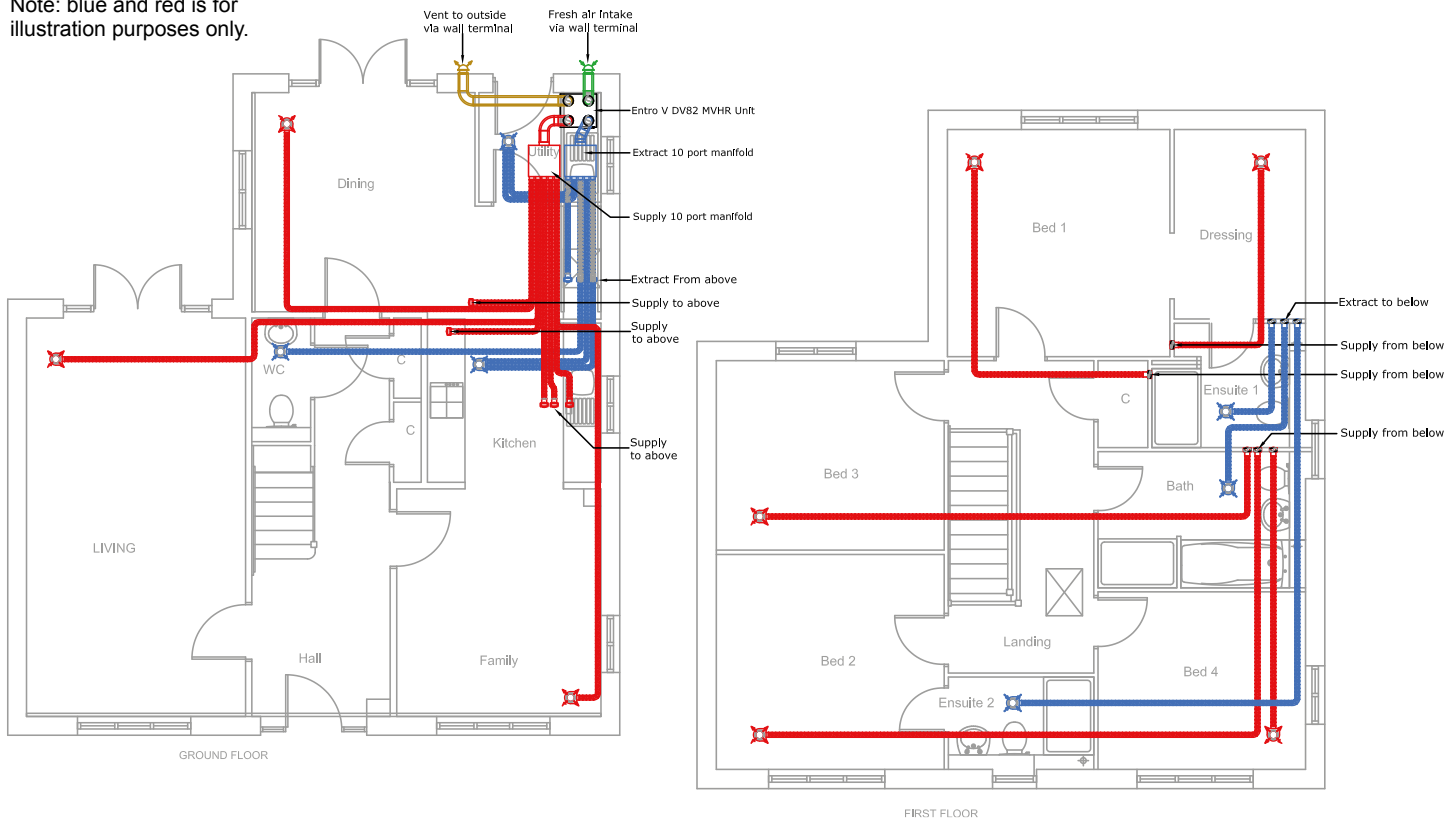 Note: blue and red is for
illustration purposes only.
Vent to outside
via wall terminal
Fresh air intake
via wall terminal
Entro V DV82 MVHR Unit
Utility
Extract 10 port manifold
Dining
Supply 10 port manifold
Extract From above
Supply to above
Supply
to above
WC
C
C
Kitchen
Supply
to above
LIVING
Hall
Family
GROUND FLOOR
Bed 1
Dressing
Extract to below
Supply from below
Supply from below
Ensuite 1
C
Supply from below
Bed 3
Bath
Landing
Bed 2
Bed 4
Ensuite 2
FIRST FLOOR